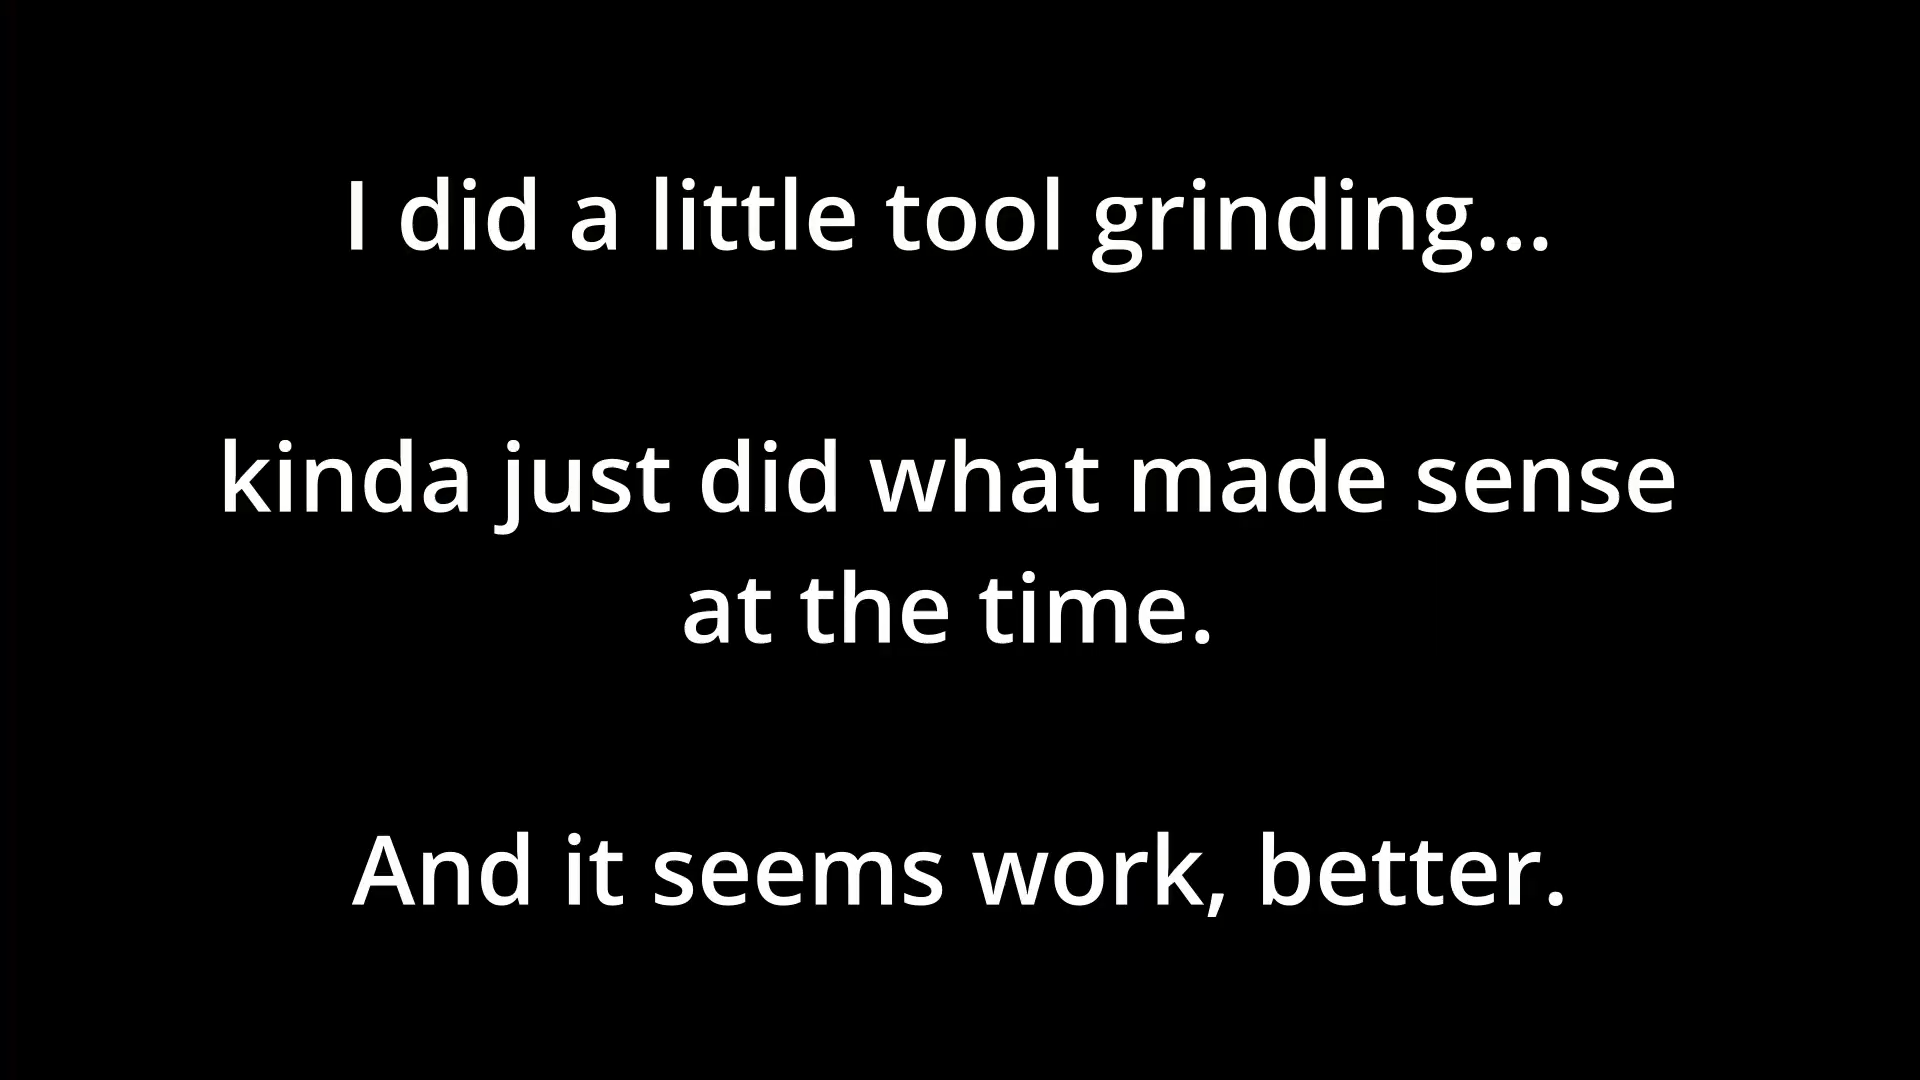 I did a little tool grinding...
kinda just did what made sense
at the time.
And it seems work, better.